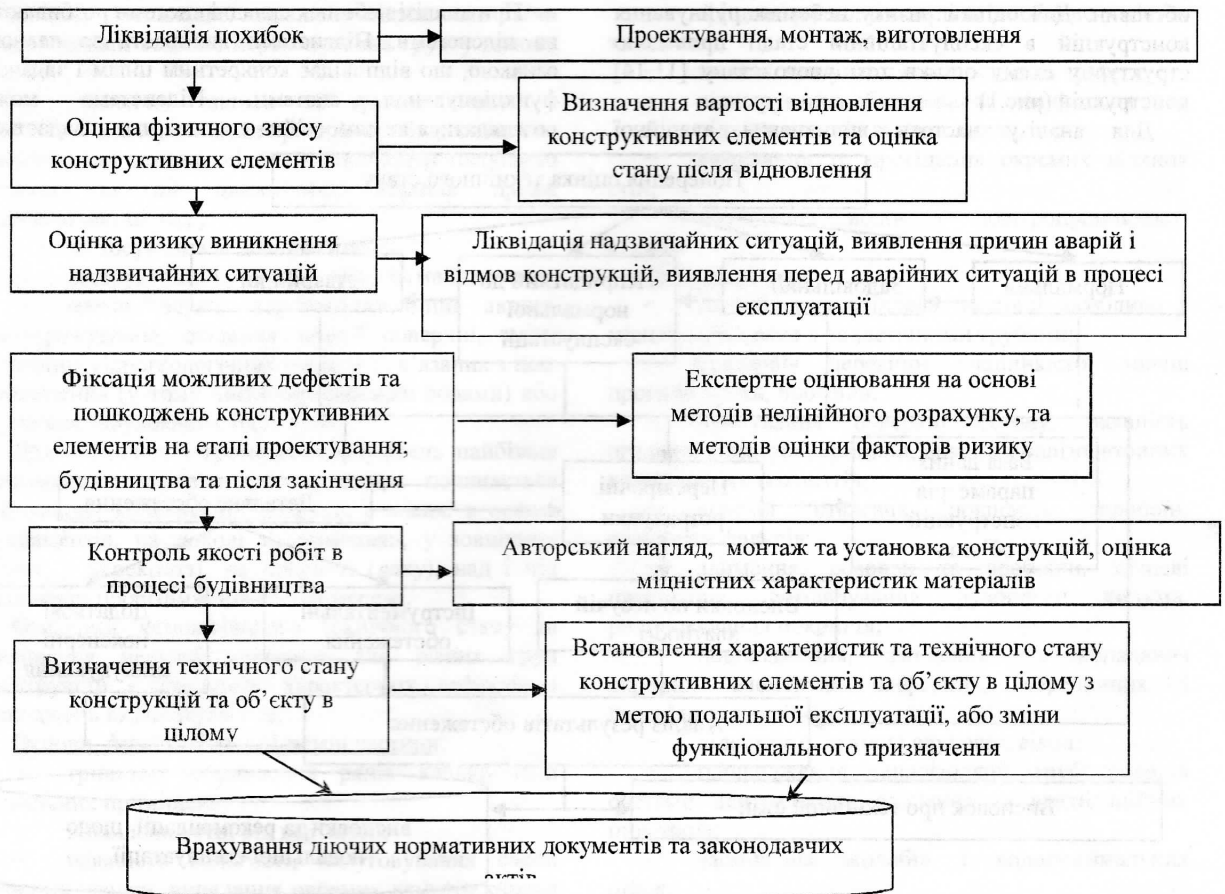 Ліквідація похибок
Проектування, монтаж, виготовлення
Оцінка фізичного зносу
конструктивних елементів
Визначення вартості відновлення
конструктивних елементів та оцінка
стану після відновлення
Оцінка ризику виникнення
надзвичайних ситуацій
Ліквідація надзвичайних ситуацій, виявлення причин аварій і
відмов конструкцій, виявлення перед аварійних ситуацій в процесі
експлуатації
Фіксація можливих дефектів та
пошкоджень конструктивних
елементів на етапі проектування;
будівництва та після закінчення
Експертне оцінювання на основі
методів нелінійного розрахунку, та
методів оцінки факторів ризику
Контроль якості робіт в
процесі будівництва
Авторський нагляд, монтаж та установка конструкцій, оцінка
міцністних характеристик матеріалів
Визначення технічного стану
конструкцій та об’єкту в
цілому
Встановлення характеристик та технічного стану
конструктивних елементів та об’єкту в цілому з
метою подальшої експлуатації, або зміни
функціонального призначення
Врахування діючих нормативних документів та законодавчих
актів